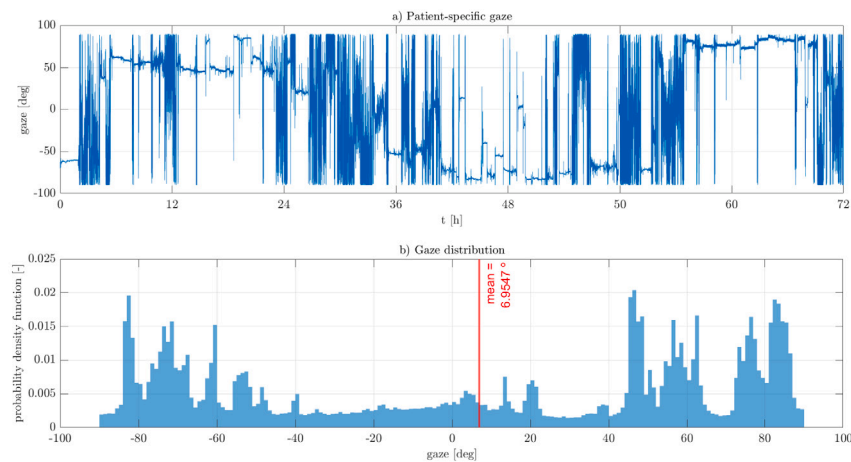 a) Patient-specific gaze
gaze [deg]
100
50
0
-50
-100
0 12 24 36 48 60 72
t [h]
b) Gaze distribution
probability density function [-]
0.025
0.02
0.015
0.01
0.005
0
mean =
6.9547 °
-100 -80 -60 -40 -20 0 20 40 60 80 100
gaze [deg]